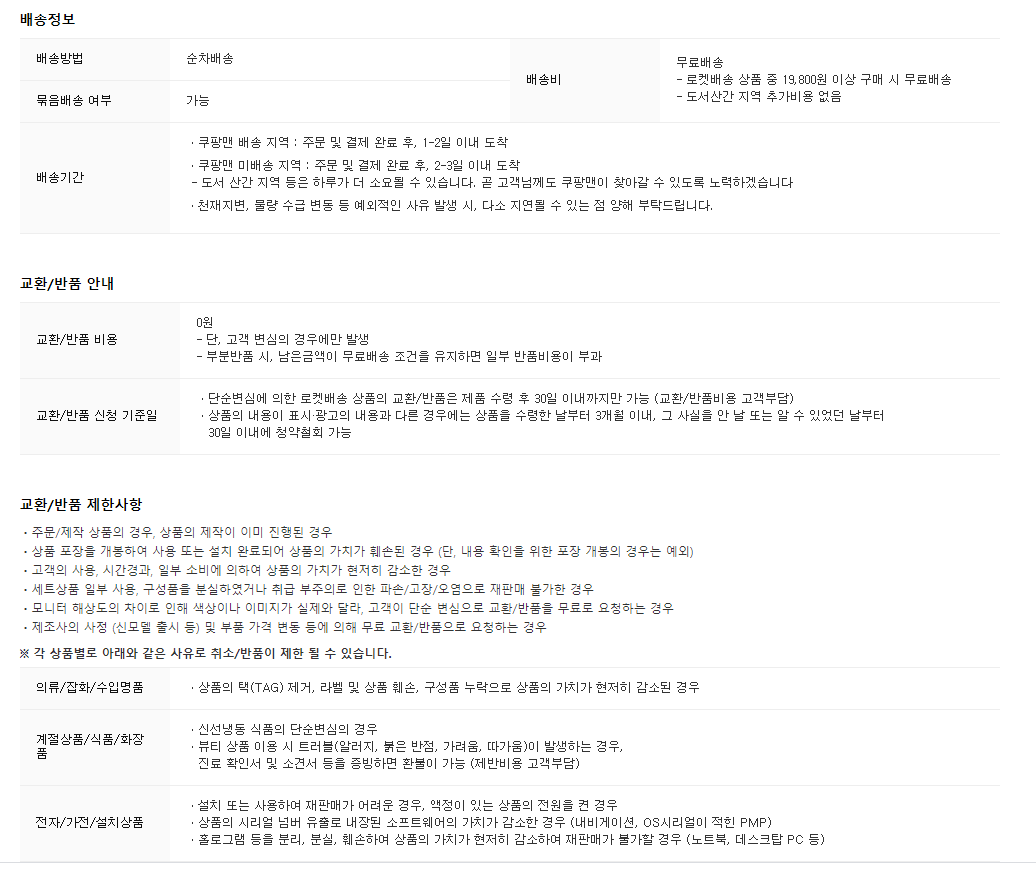 배송정보
배송방법
순차배송
배송비
무료배송
- 로켓배송 상품 중 19,800원 이상 구매 시 무료배송
- 도서산간 지역 추가비용 없음
묶음배송 여부
가능
배송기간
· 쿠팡맨 배송 지역 : 주문 및 결제 완료 후, 1-2일 이내 도착
· 쿠팡맨 미배송 지역 : 주문 및 결제 완료 후, 2-3일 이내 도착
- 도서 산간 지역 등은 하루가 더 소요될 수 있습니다. 곧 고객님께도 쿠팡맨이 찾아갈 수 있도록 노력하겠습니다
· 천재지변, 물량 수급 변동 등 예외적인 사유 발생 시, 다소 지연될 수 있는 점 양해 부탁드립니다.
교환/반품 안내
교환/반품 비용
0원
- 단, 고객 변심의 경우에만 발생
- 부분반품 시, 남은금액이 무료배송 조건을 유지하면 일부 반품비용이 부과
교환/반품 신청 기준일
· 단순변심에 의한 로켓배송 상품의 교환/반품은 제품 수령 후 30일 이내까지만 가능 (교환/반품비용 고객부담)
· 상품의 내용이 표시·광고의 내용과 다른 경우에는 상품을 수령한 날부터 3개월 이내, 그 사실을 안 날 또는 알 수 있었던 날부터
30일 이내에 청약철회 가능
교환/반품 제한사항
· 주문/제작 상품의 경우, 상품의 제작이 이미 진행된 경우
· 상품 포장을 개봉하여 사용 또는 설치 완료되어 상품의 가치가 훼손된 경우 (단, 내용 확인을 위한 포장 개봉의 경우는 예외)
· 고객의 사용, 시간경과, 일부 소비에 의하여 상품의 가치가 현저히 감소한 경우
· 세트상품 일부 사용, 구성품을 분실하였거나 취급 부주의로 인한 파손/고장/오염으로 재판매 불가한 경우
· 모니터 해상도의 차이로 인해 색상이나 이미지가 실제와 달라, 고객이 단순 변심으로 교환/반품을 무료로 요청하는 경우
· 제조사의 사정 (신모델 출시 등) 및 부품 가격 변동 등에 의해 무료 교환/반품으로 요청하는 경우
※ 각 상품별로 아래와 같은 사유로 취소/반품이 제한 될 수 있습니다.
의류/잡화/수입명품
· 상품의 택(TAG) 제거, 라벨 및 상품 훼손, 구성품 누락으로 상품의 가치가 현저히 감소된 경우
계절상품/식품/화장
품
· 신선냉동 식품의 단순변심의 경우
· 뷰티 상품 이용 시 트러블(알러지, 붉은 반점, 가려움, 따가움)이 발생하는 경우,
진료 확인서 및 소견서 등을 증빙하면 환불이 가능 (제반비용 고객부담)
전자/가전/설치상품
· 설치 또는 사용하여 재판매가 어려운 경우, 액정이 있는 상품의 전원을 켠 경우
· 상품의 시리얼 넘버 유출로 내장된 소프트웨어의 가치가 감소한 경우 (내비게이션, OS시리얼이 적힌 PMP)
· 홀로그램 등을 분리, 분실, 훼손하여 상품의 가치가 현저히 감소하여 재판매가 불가할 경우 (노트북, 데스크탑 PC 등)